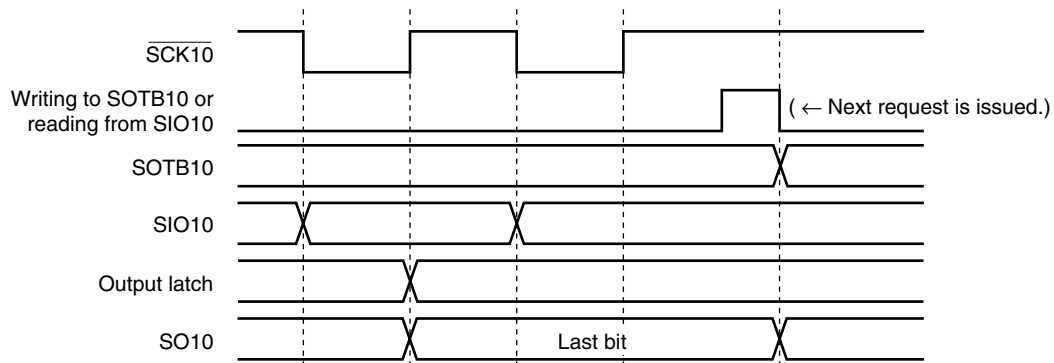 SCK10
Writing to SOTB10 or
reading from SIO10
( ← Next request is issued.)
SOTB10
SIO10
Output latch
SO10
Last bit